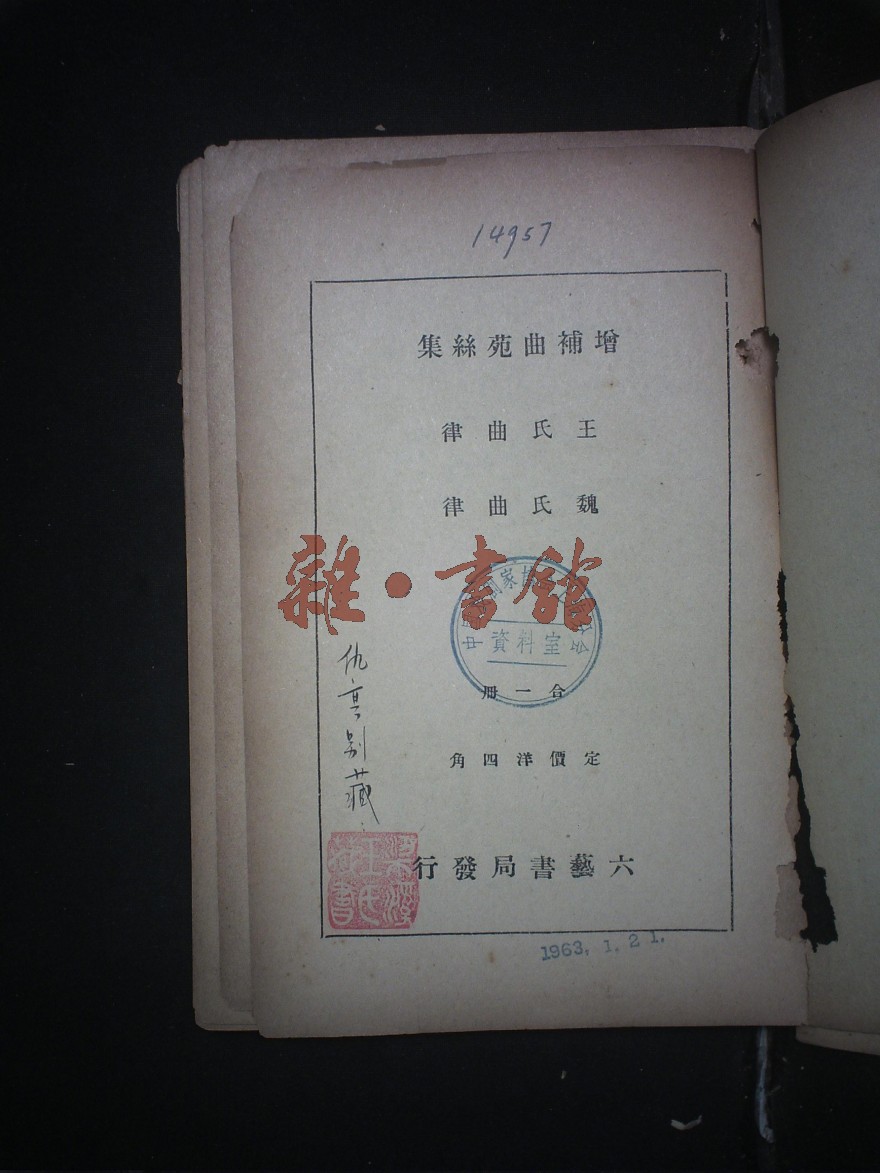 14957
增補曲苑絲集
王氏曲律
魏氏曲律
雜·書館
資料室
合一冊
定價洋四角
別藏
六藝書局發行
1963. 1. 21.